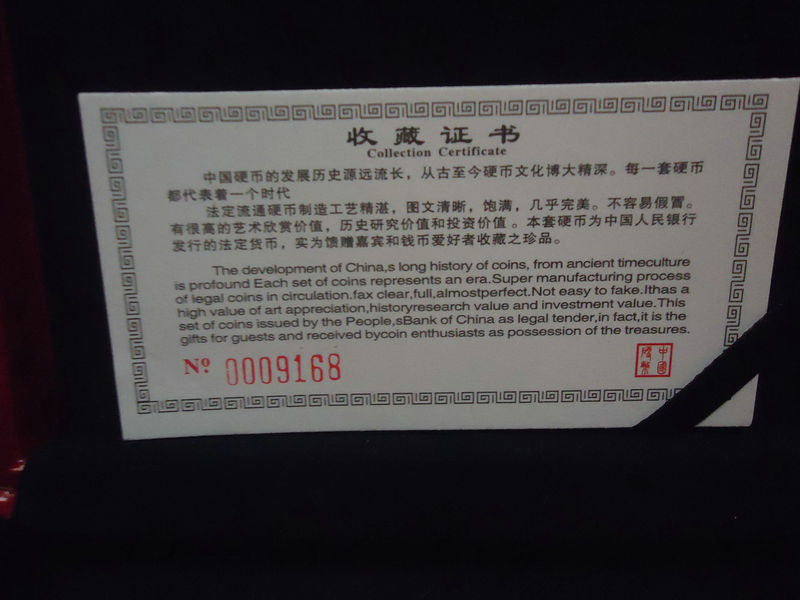 收藏证书
Collection Certificate
中国硬币的发展历史源远流长，从古至今硬币文化博大精深。每一套硬币
都代表着一个时代
法定流通硬币制造工艺精湛，图文清晰，饱满，几乎完美。不容易假冒。
有很高的艺术欣赏价值，历史研究价值和投资价值。本套硬币为中国人民银行
发行的法定货币，实为馈赠嘉宾和钱币爱好者收藏之珍品。
The development of China,s long history of coins, from ancient timeculture
is profound Each set of coins represents an era.Super manufacturing process
of legal coins in circulation.fax clear,full,almostperfect.Not easy to fake.Ithas a
high value of art appreciation,historyresearch value and investment value.This
set of coins issued by the People,sBank of China as legal tender,in fact,it is the
gifts for guests and received bycoin enthusiasts as possession of the treasures.
Nº 0009168
中國
硬幣